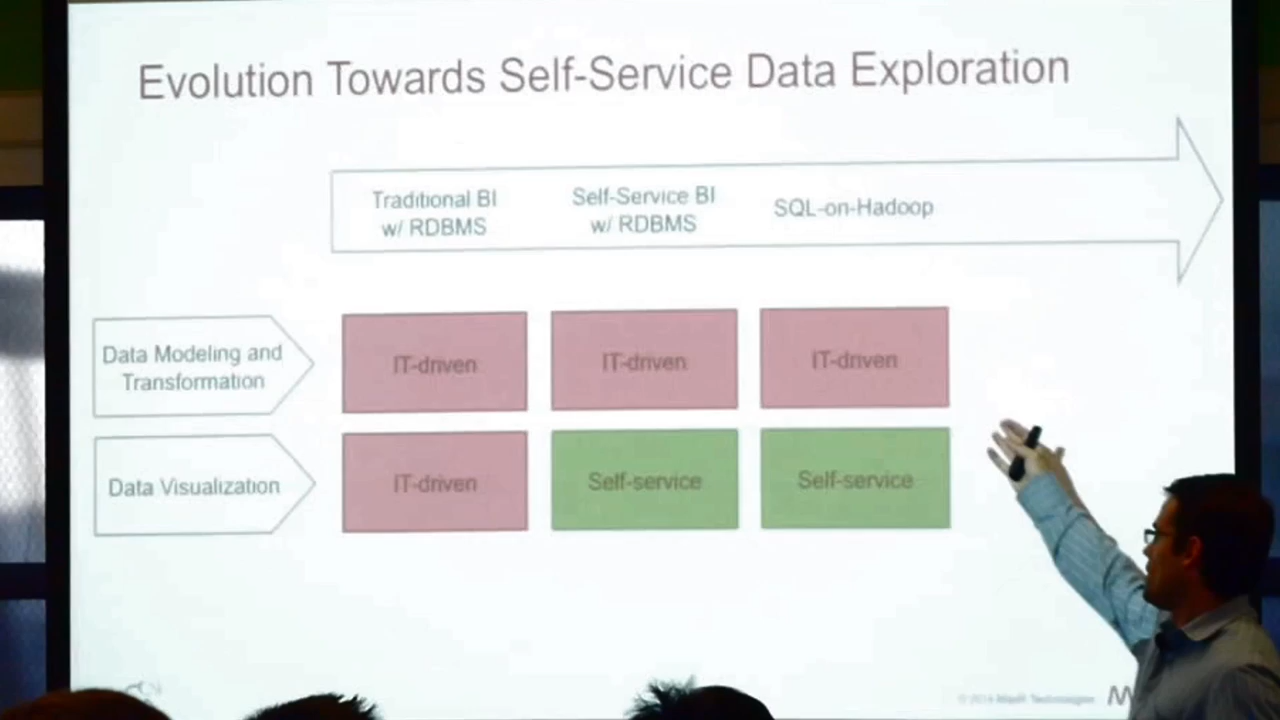 Evolution Towards Self-Service Data Exploration
Traditional BI
w/ RDBMS
Self-Service BI
w/ RDBMS
SQL-on-Hadoop
Data Modeling and
Transformation
IT-driven
IT-driven
IT-driven
Data Visualization
IT-driven
Self-service
Self-service